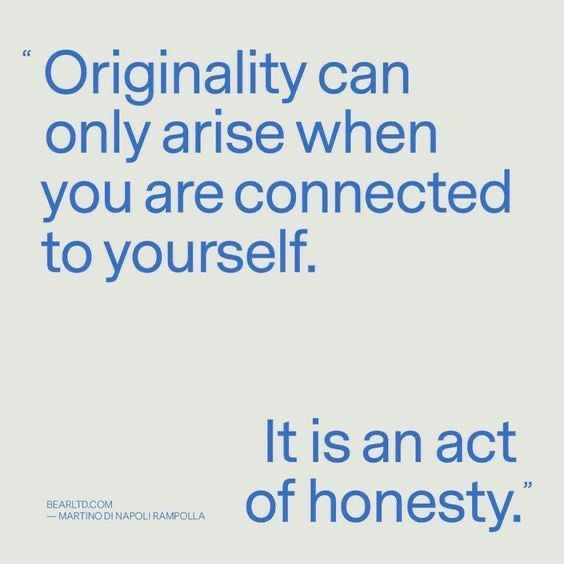 “ Originality can
only arise when
you are connected
to yourself.
It is an act
of honesty.”
BEARLTD.COM
— MARTINO DI NAPOLI RAMPOLLA